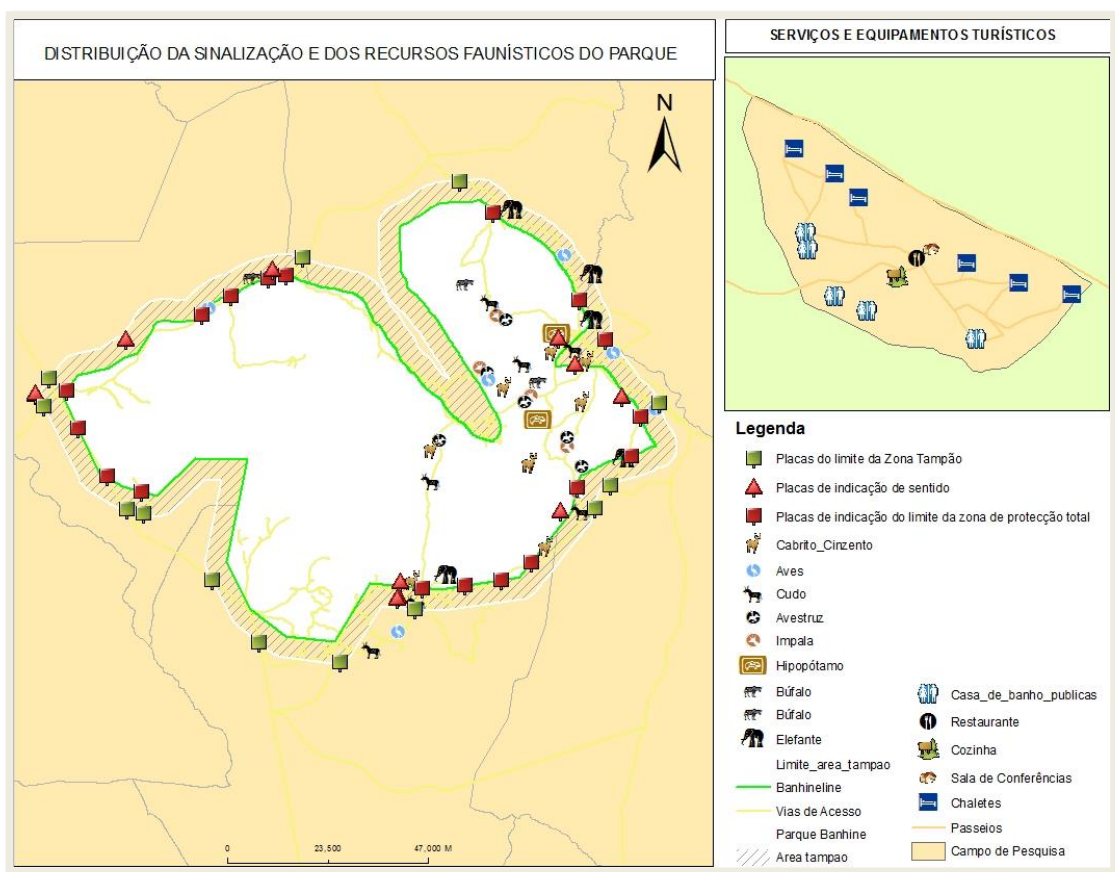 DISTRIBUIÇÃO DA SINALIZAÇÃO E DOS RECURSOS FAUNÍSTICOS DO PARQUE
N
0 23,500 47,000 M
SERVIÇOS E EQUIPAMENTOS TURÍSTICOS
Legenda
Placas do limite da Zona Tampão
Placas de indicação de sentido
Placas de indicação do limite da zona de protecção total
Cabrito_Cinzento
Aves
Cudo
Avestruz
Impala
Hipopótamo
Búfalo
Búfalo
Elefante
Limite_area_tampao
Banhineline
Vias de Acesso
Parque Banhine
Area tampao
Casa_de_banho_publicas
Restaurante
Cozinha
Sala de Conferências
Chaletes
Passeios
Campo de Pesquisa